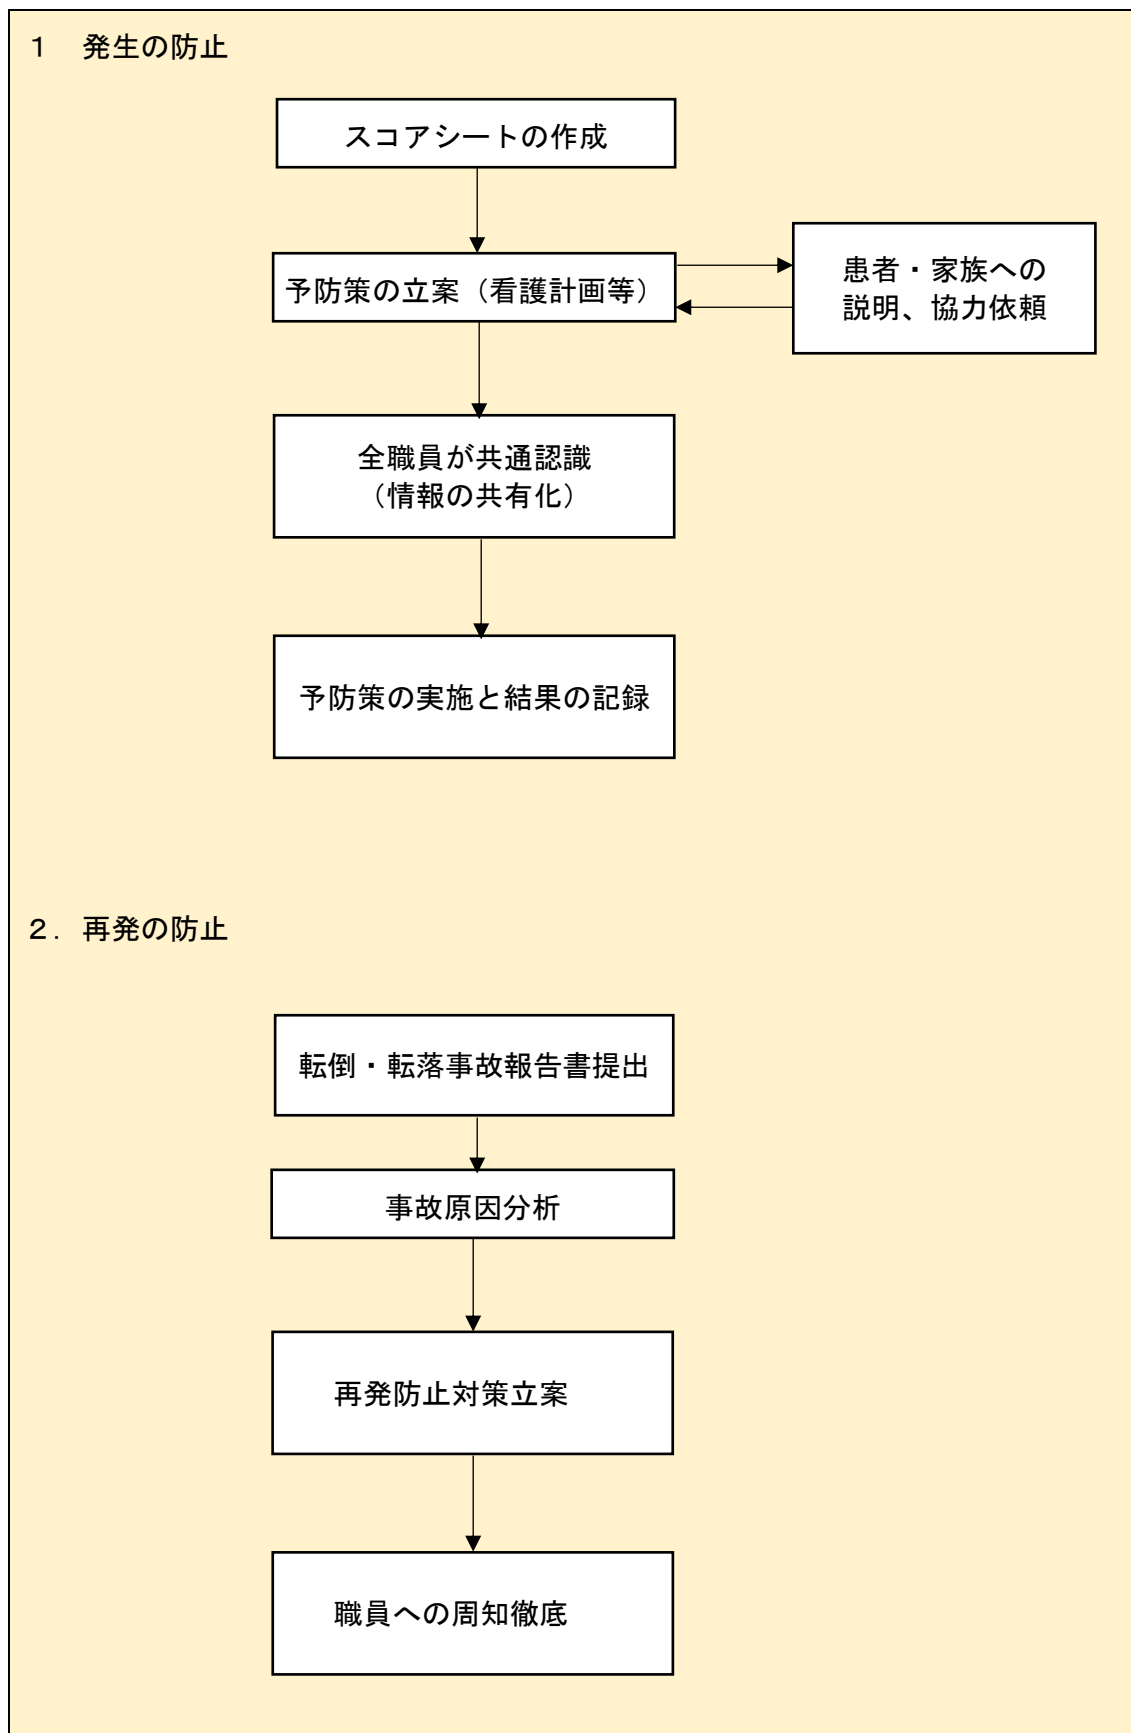 １　発生の防止
スコアシートの作成
予防策の立案（看護計画等）
患者・家族への
説明、協力依頼
全職員が共通認識
（情報の共有化）
予防策の実施と結果の記録
２．再発の防止
転倒・転落事故報告書提出
事故原因分析
再発防止対策立案
職員への周知徹底